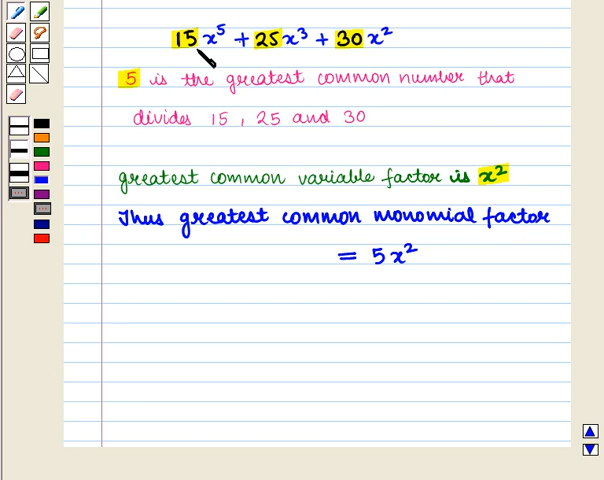 15x⁵ + 25x³ + 30x²
5 is the greatest common number that
divides 15, 25 and 30
greatest common variable factor is x²
Thus greatest common monomial factor
= 5x²